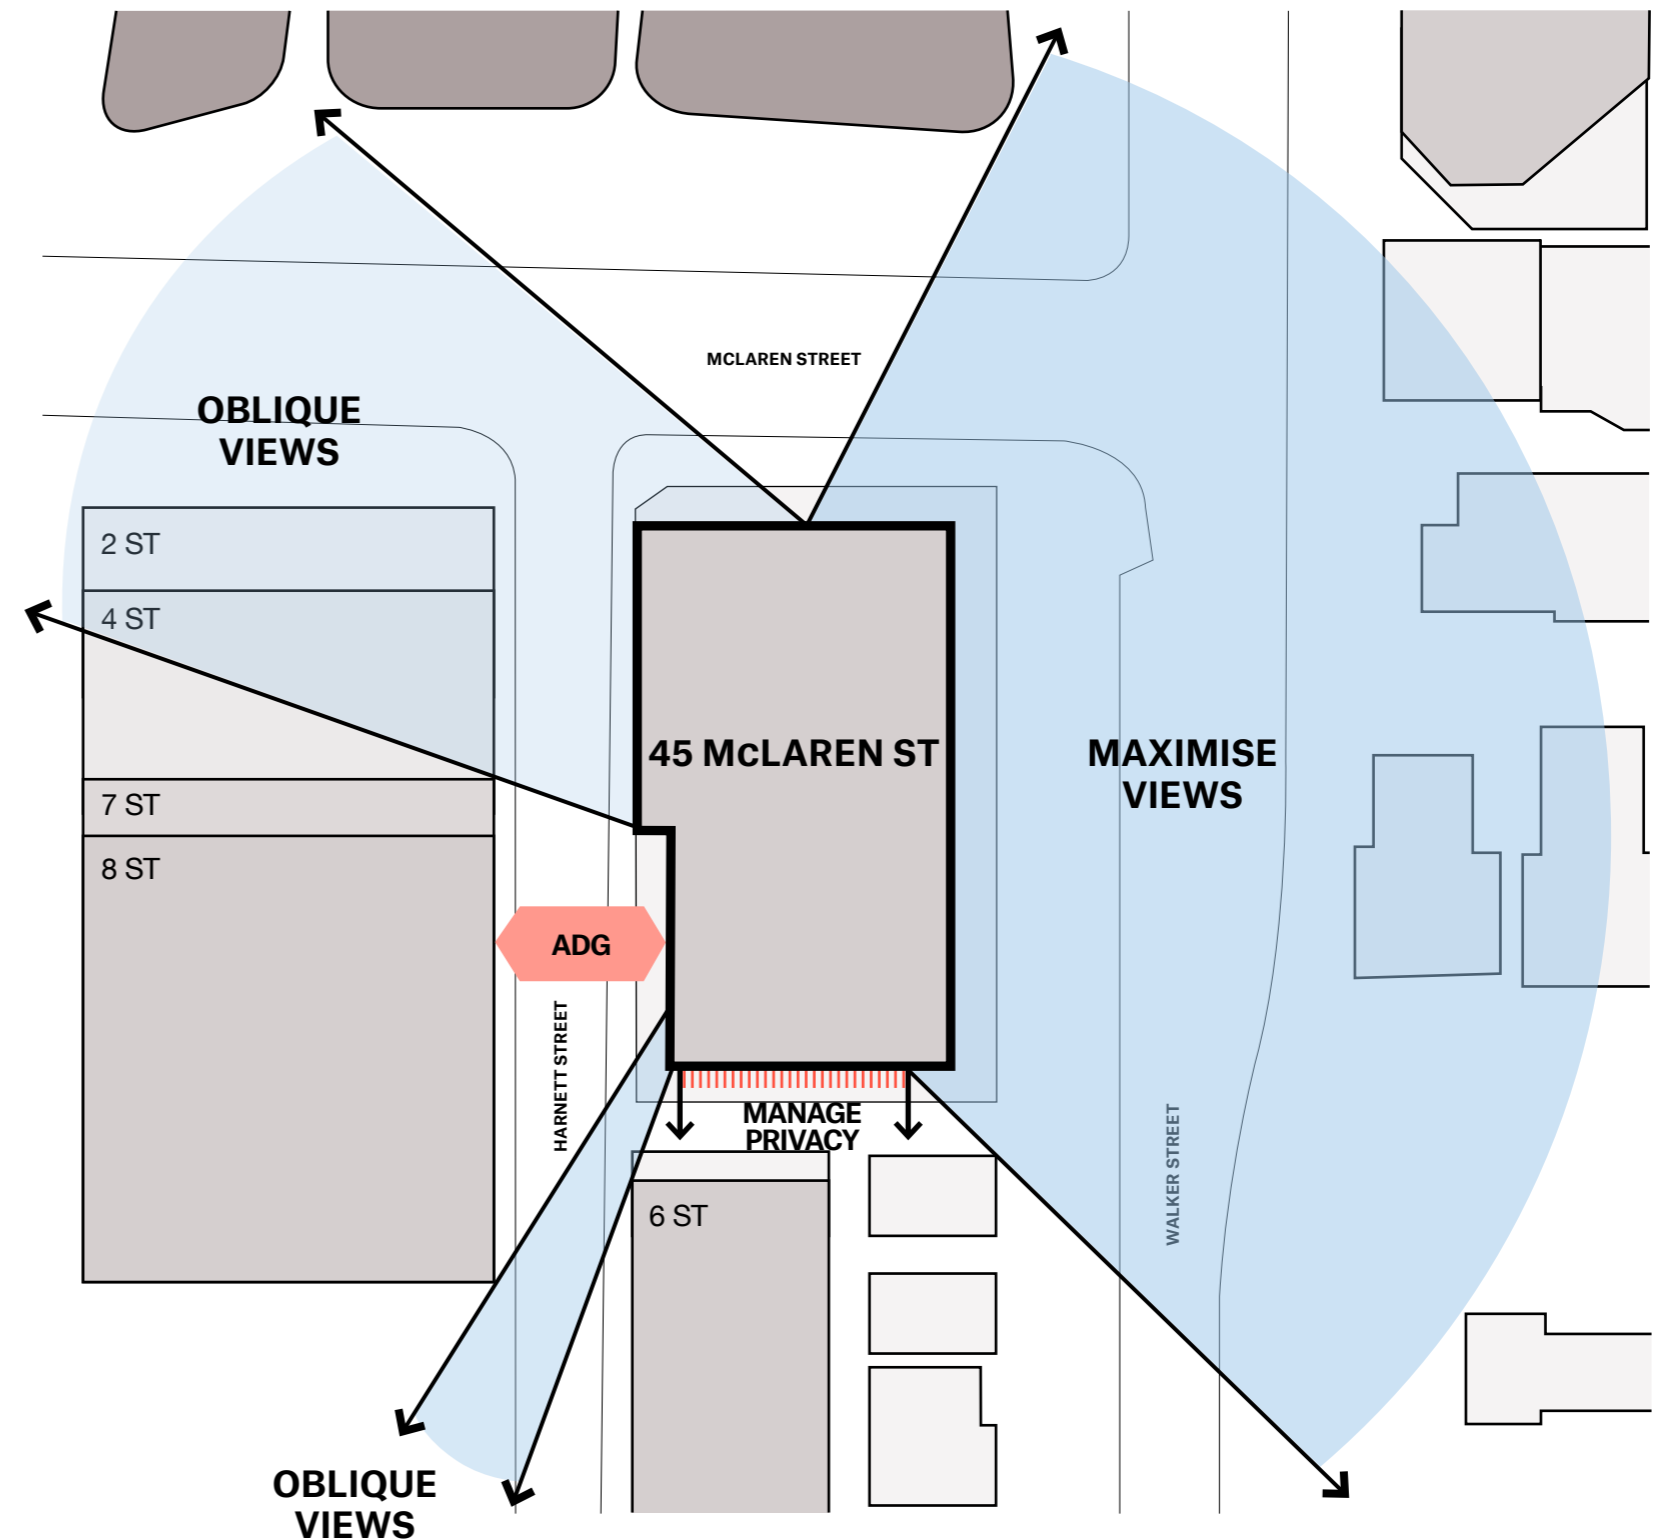 MCLAREN STREET
OBLIQUE
VIEWS
2 ST
4 ST
45 McLAREN ST
MAXIMISE
VIEWS
7 ST
8 ST
ADG
HARNETT STREET
MANAGE
PRIVACY
WALKER STREET
6 ST
OBLIQUE
VIEWS